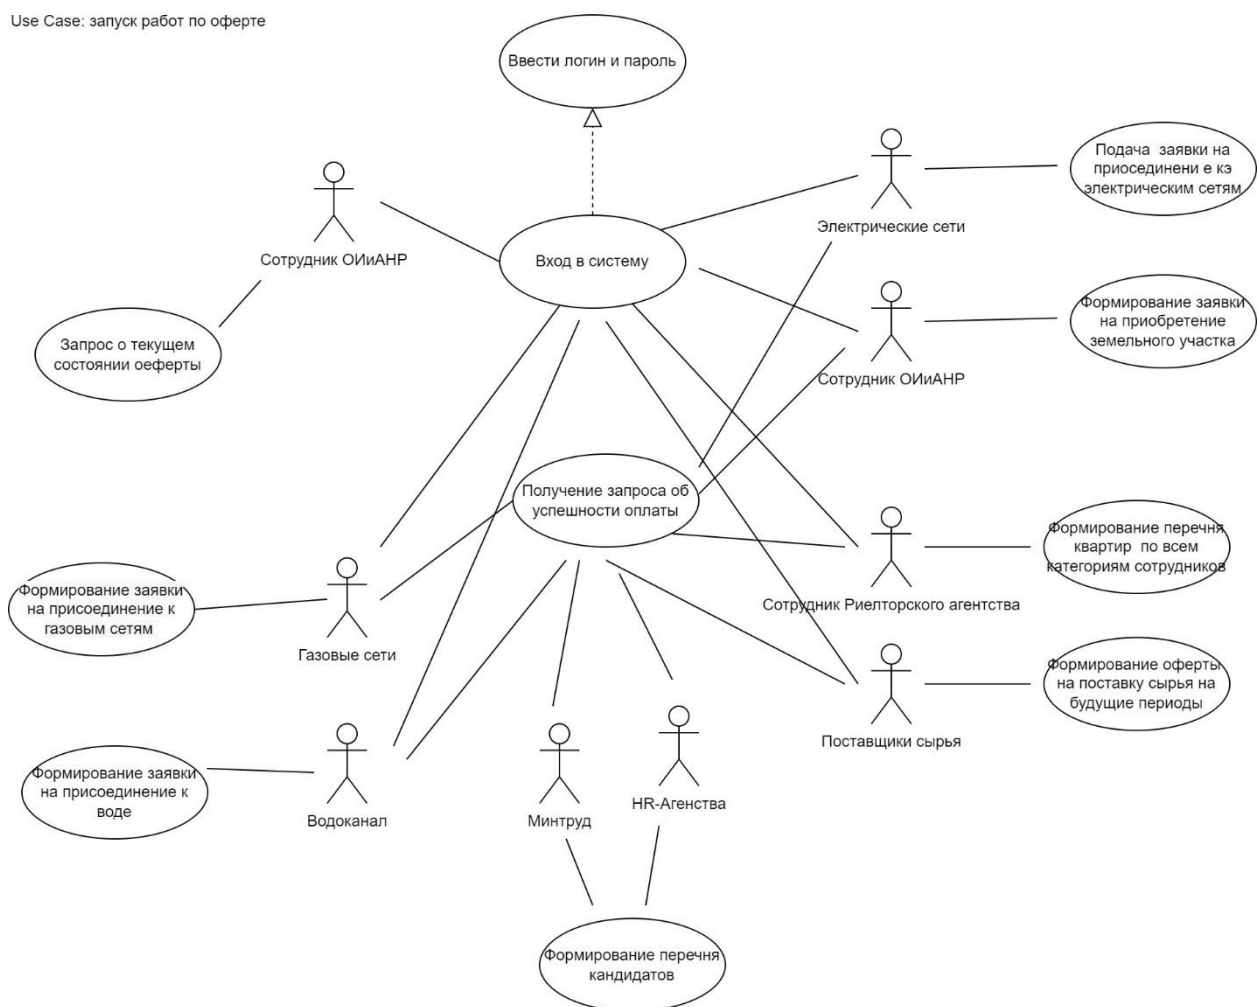 Use Case: запуск работ по оферте
Ввести логин и пароль
Подача  заявки на
приосединени е кэ
электрическим сетям
Электрические сети
Сотрудник ОИиАНР
Вход в систему
Формирование заявки
на приобретение
земельного участка
Запрос о текущем
состоянии оеферты
Сотрудник ОИиАНР
Получение запроса об
успешности оплаты
Формирование перечня
квартир  по всем
категориям сотрудников
Сотрудник Риелторского агентства
Формирование заявки
на присоединение к
газовым сетям
Газовые сети
Формирование оферты
на поставку сырья на
будущие периоды
Поставщики сырья
Формирование заявки
на присоединение к
воде
Водоканал
Минтруд
HR-Агенства
Формирование перечня
кандидатов